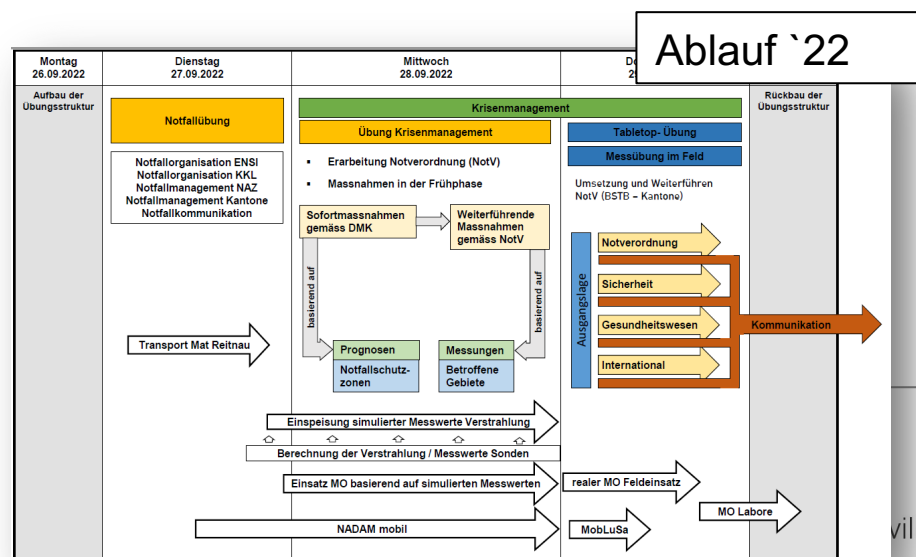 Ablauf `22
Montag
26.09.2022
Dienstag
27.09.2022
Mittwoch
28.09.2022
Aufbau der
Übungsstruktur
Rückbau der
Übungsstruktur
Notfallübung
Krisenmanagement
Übung Krisenmanagement
Tabletop- Übung
Messübung im Feld
Notfallorganisation ENSI
Notfallorganisation KKL
Notfallmanagement NAZ
Notfallmanagement Kantone
Notfallkommunikation
▪ Erarbeitung Notverordnung (NotV)
▪ Massnahmen in der Frühphase
Umsetzung und Weiterführen
NotV (BSTB – Kantone)
Sofortmassnahmen
gemäss DMK
Weiterführende
Massnahmen
gemäss NotV
basierend auf
basierend auf
Prognosen
Notfallschutz-
zonen
Messungen
Betroffene
Gebiete
Ausgangslage
Notverordnung
Sicherheit
Gesundheitswesen
International
Kommunikation
Transport Mat Reitnau
Einspeisung simulierter Messwerte Verstrahlung
Berechnung der Verstrahlung / Messwerte Sonden
Einsatz MO basierend auf simulierten Messwerten
realer MO Feldeinsatz
MO Labore
NADAM mobil
MobLuSa